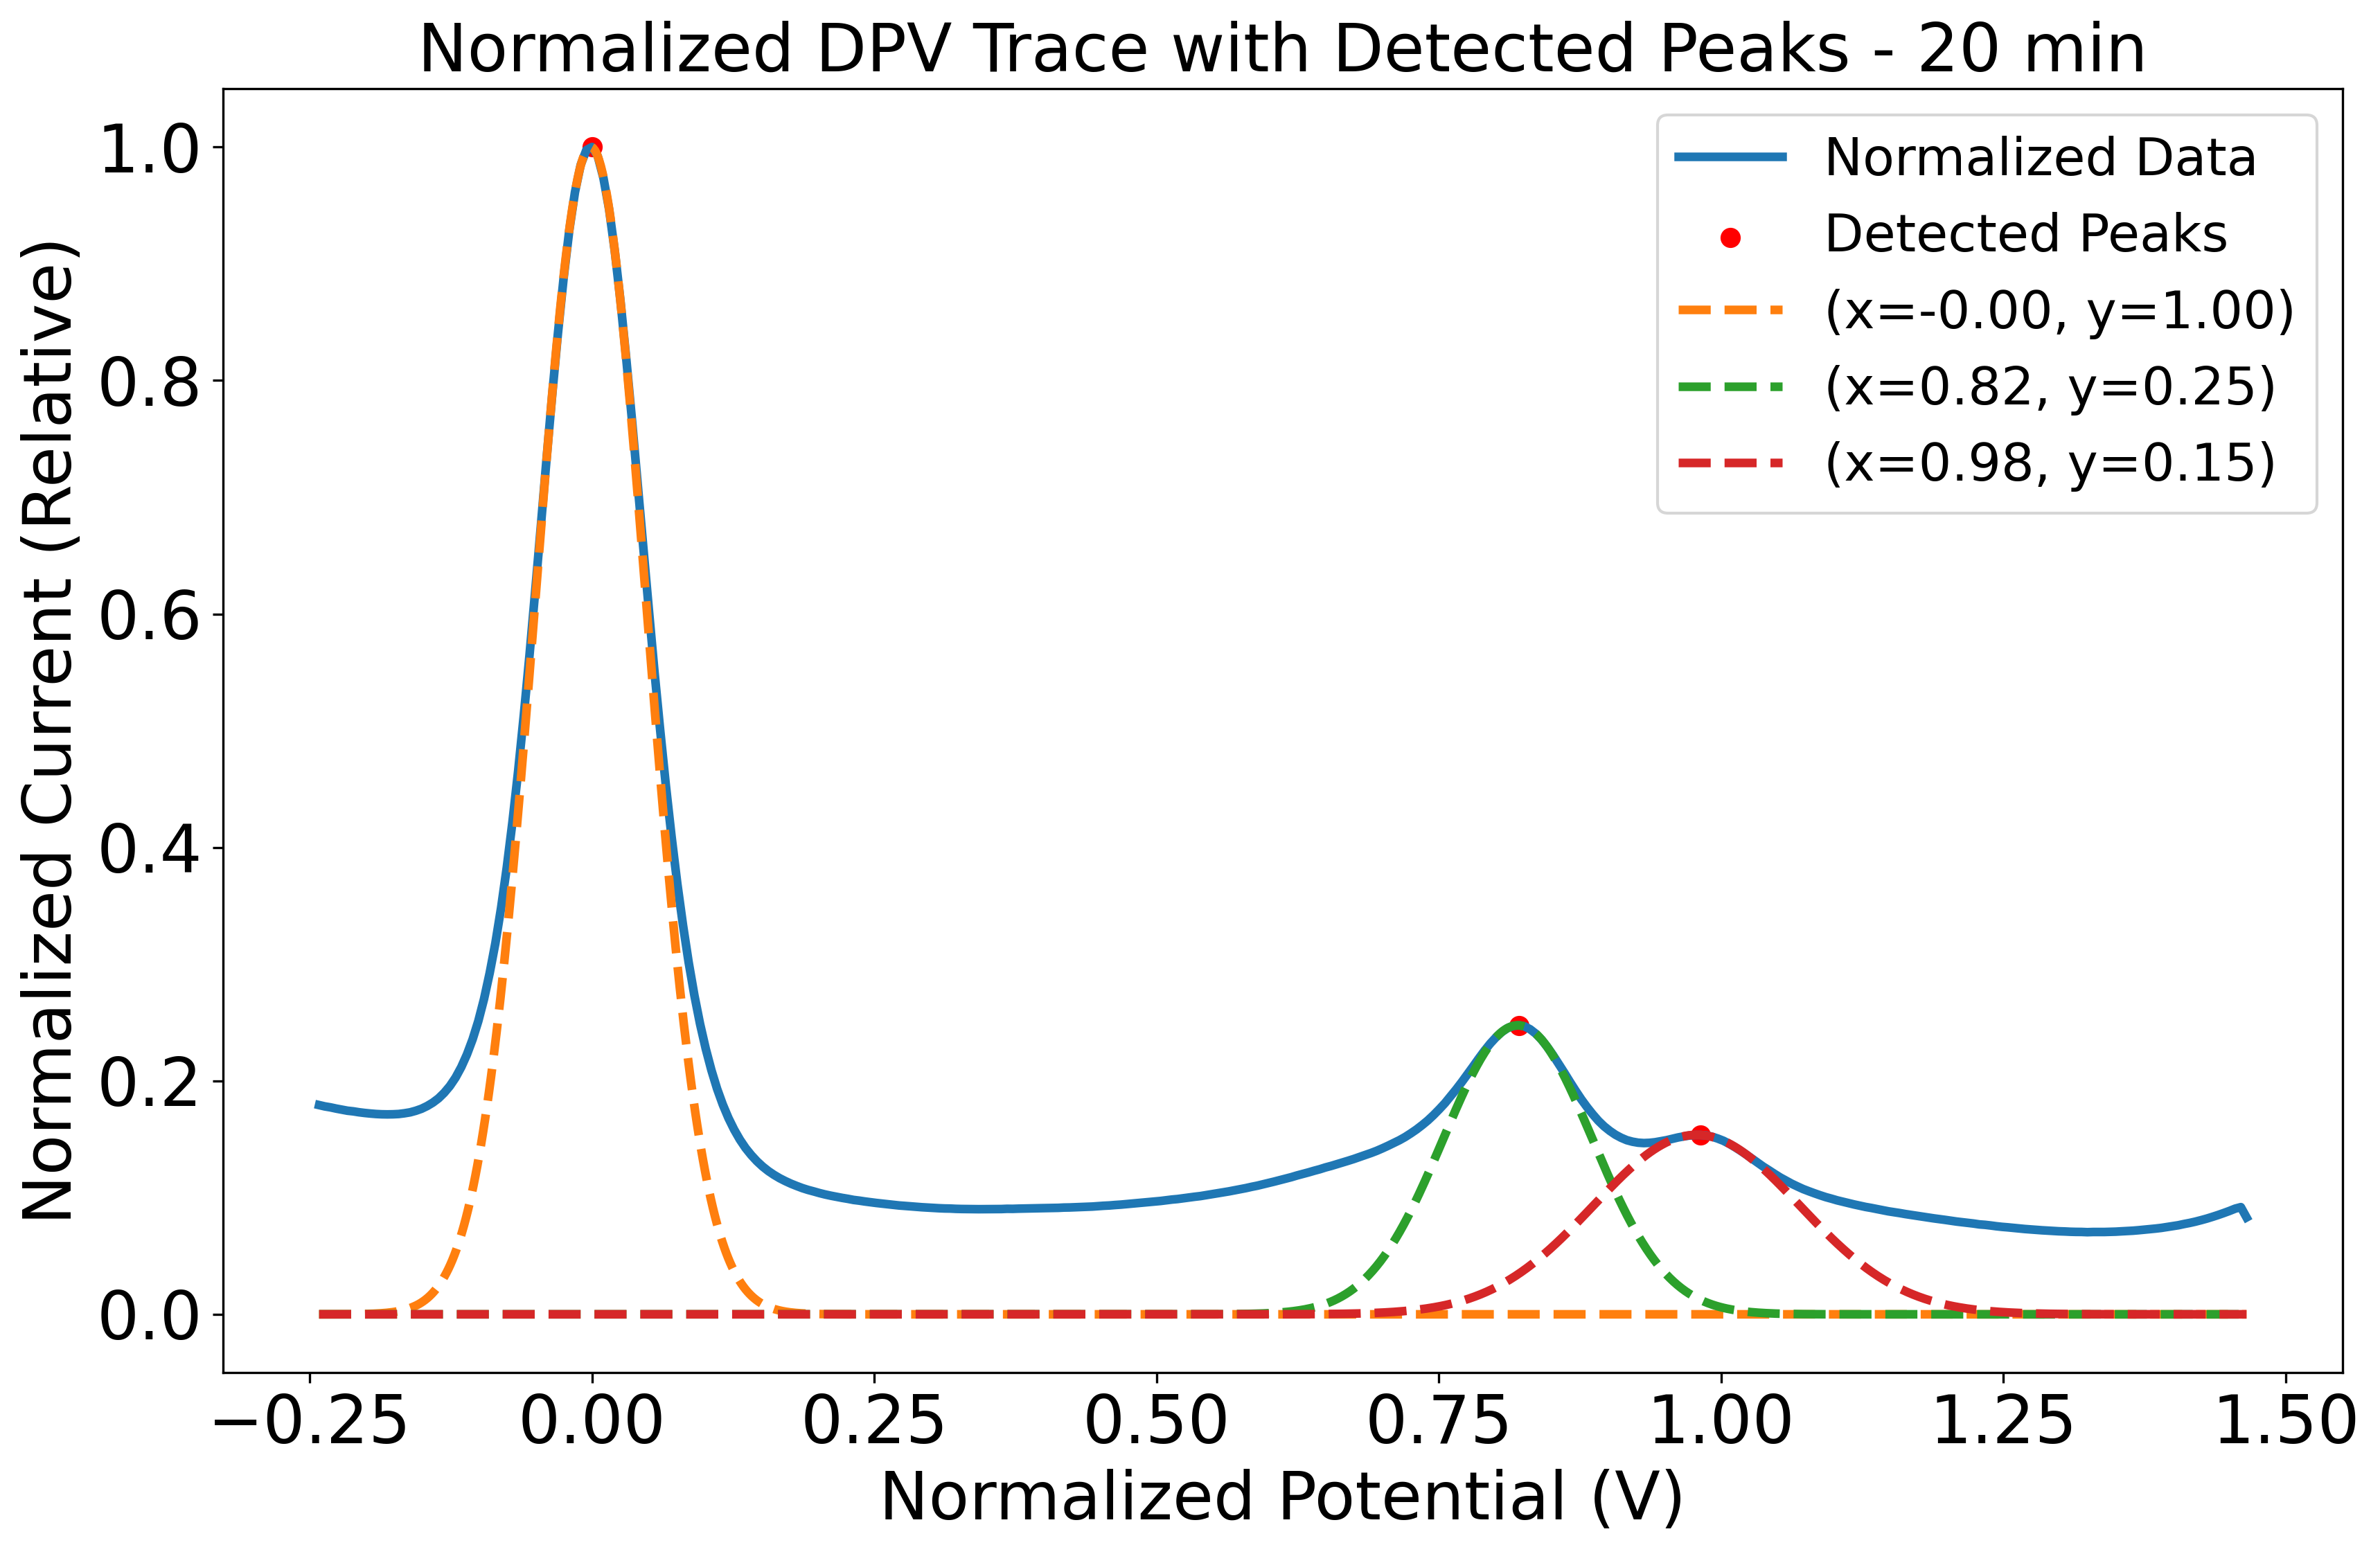 Normalized DPV Trace with Detected Peaks - 20 min
Normalized Current (Relative)
1.0
0.8
0.6
0.4
0.2
0.0
Normalized Data
Detected Peaks
(x=-0.00, y=1.00)
(x=0.82, y=0.25)
(x=0.98, y=0.15)
−0.25 0.00 0.25 0.50 0.75 1.00 1.25 1.50
Normalized Potential (V)